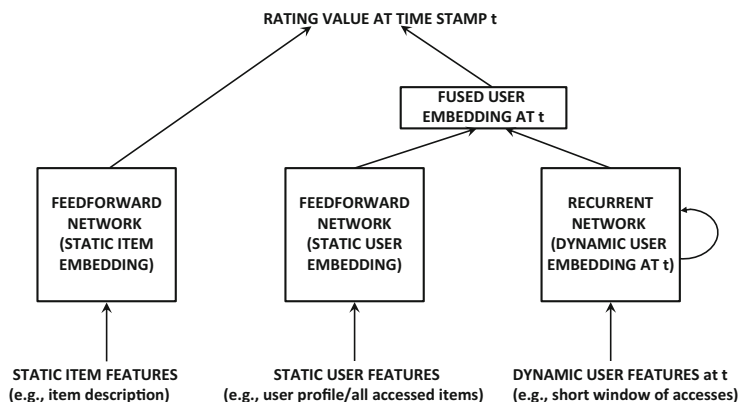 RATING VALUE AT TIME STAMP t
FUSED USER
EMBEDDING AT t
FEEDFORWARD
NETWORK
(STATIC ITEM
EMBEDDING)
FEEDFORWARD
NETWORK
(STATIC USER
EMBEDDING)
RECURRENT
NETWORK
(DYNAMIC USER
EMBEDDING AT t)
STATIC ITEM FEATURES
(e.g., item description)
STATIC USER FEATURES
(e.g., user profile/all accessed items)
DYNAMIC USER FEATURES at t
(e.g., short window of accesses)